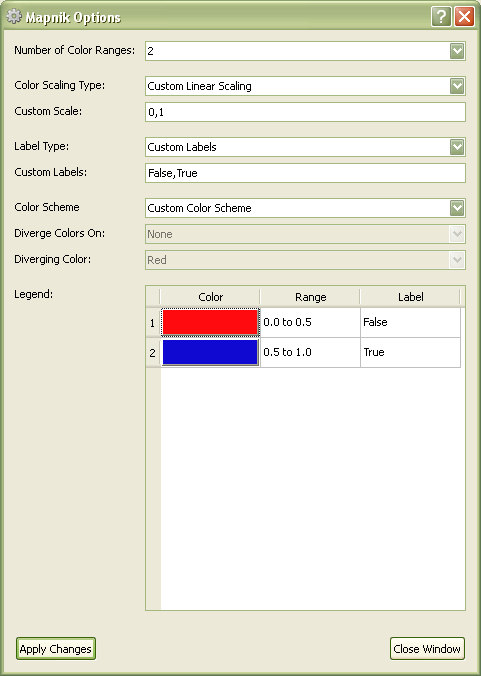 Mapnik Options
Number of Color Ranges: 2
Color Scaling Type: Custom Linear Scaling
Custom Scale: 0,1
Label Type: Custom Labels
Custom Labels: False,True
Color Scheme Custom Color Scheme
Diverge Colors On: None
Diverging Color: Red
Legend:
Color Range Label
1 0.0 to 0.5 False
2 0.5 to 1.0 True
Apply Changes Close Window